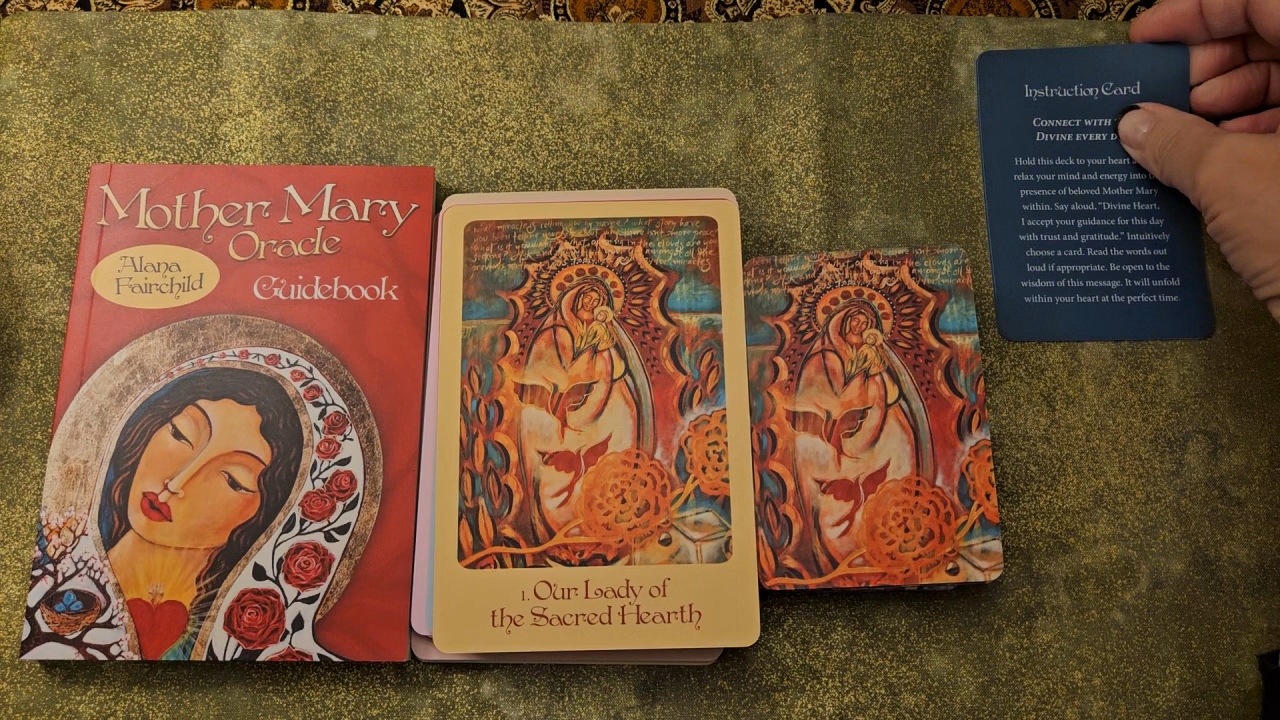 Mother Mary
Oracle
Alana
Fairchild
Guidebook
1. Our Lady of
the Sacred Hearth
Instruction Card
CONNECT WITH
DIVINE EVERY D
Hold this deck to your heart a
relax your mind and energy into
presence of beloved Mother Mary
within. Say aloud, "Divine Heart,
I accept your guidance for this day
with trust and gratitude." Intuitively
choose a card. Read the words out
loud if appropriate. Be open to the
wisdom of this message. It will unfold
within your heart at the perfect time.